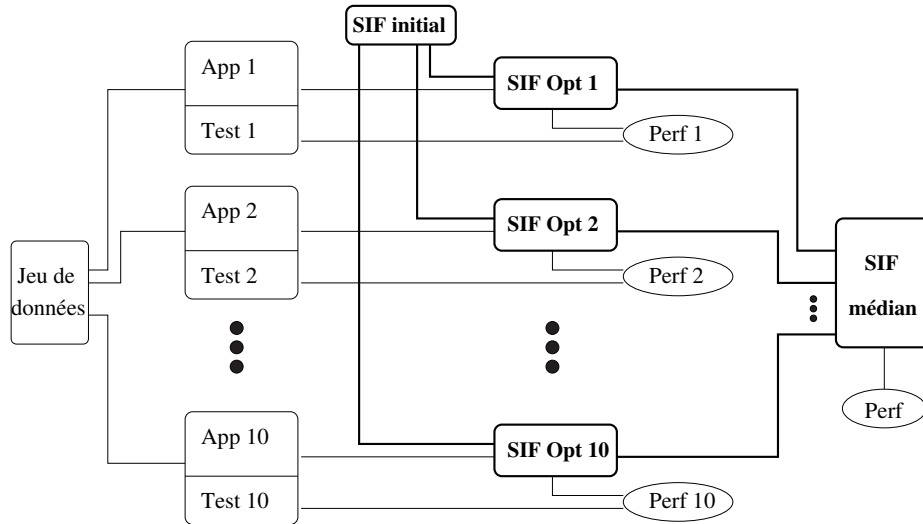 SIF initial
App 1
SIF Opt 1
Test 1
Perf 1
App 2
SIF Opt 2
Test 2
Perf 2
Jeu de
données
SIF
médian
Perf
App 10
SIF Opt 10
Test 10
Perf 10